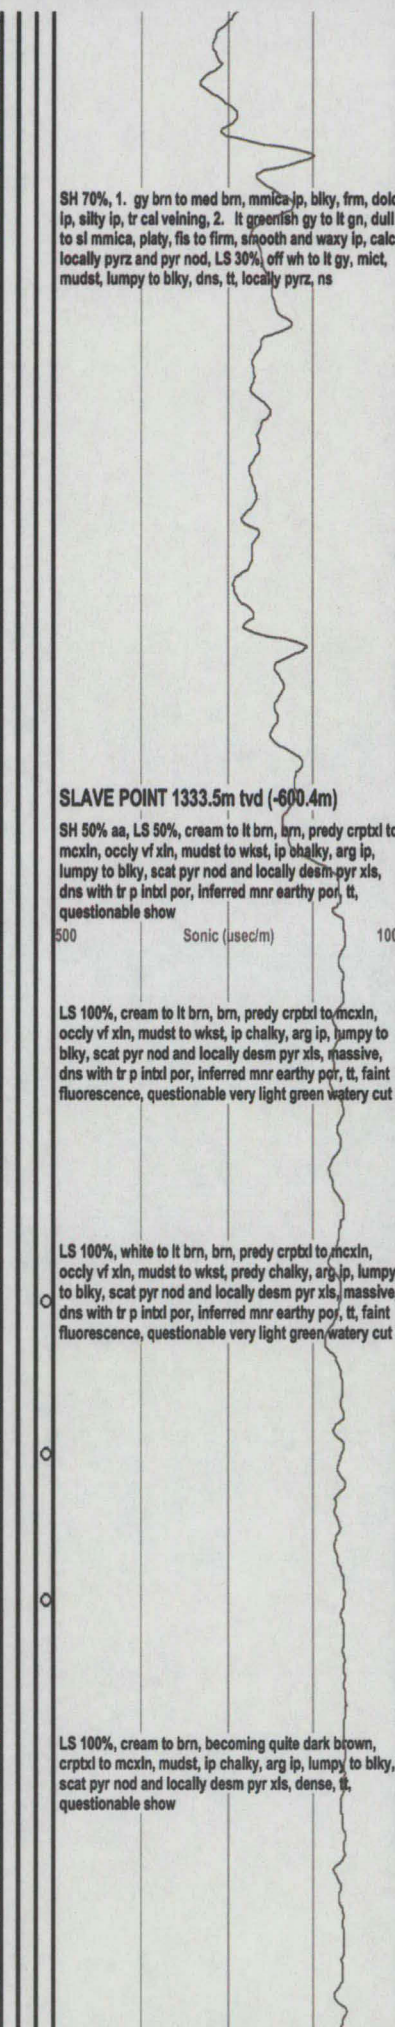 SH 70%, 1. gy brn to med brn, mmica ip, blky, frm, dolc
ip, silty ip, tr cal veining, 2. lt greenish gy to lt gn, dull
to sl mmica, platy, fis to firm, smooth and waxy ip, calc
locally pyrz and pyr nod, LS 30% off wh to lt gy, mict,
mudst, lumpy to blky, dns, tt, locally pyrz, ns
SLAVE POINT 1333.5m tvd (-600.4m)
SH 50% aa, LS 50%, cream to lt brn, brn, predy crptxl to
mcxln, occly vf xln, mudst to wkst, ip chalky, arg ip,
lumpy to blky, scat pyr nod and locally desm pyr xls,
dns with tr p intxl por, inferred mnr earthy por, tt,
questionable show
500 Sonic (usec/m) 100
LS 100%, cream to lt brn, brn, predy crptxl to mcxln,
occly vf xln, mudst to wkst, ip chalky, arg ip, lumpy to
blky, scat pyr nod and locally desm pyr xls, massive,
dns with tr p intxl por, inferred mnr earthy por, tt, faint
fluorescence, questionable very light green watery cut
LS 100%, white to lt brn, brn, predy crptxl to mcxln,
occly vf xln, mudst to wkst, predy chalky, arg ip, lumpy
to blky, scat pyr nod and locally desm pyr xls, massive
dns with tr p intxl por, inferred mnr earthy por, tt, faint
fluorescence, questionable very light green watery cut
LS 100%, cream to brn, becoming quite dark brown,
crptxl to mcxln, mudst, ip chalky, arg ip, lumpy to blky,
scat pyr nod and locally desm pyr xls, dense, tt,
questionable show